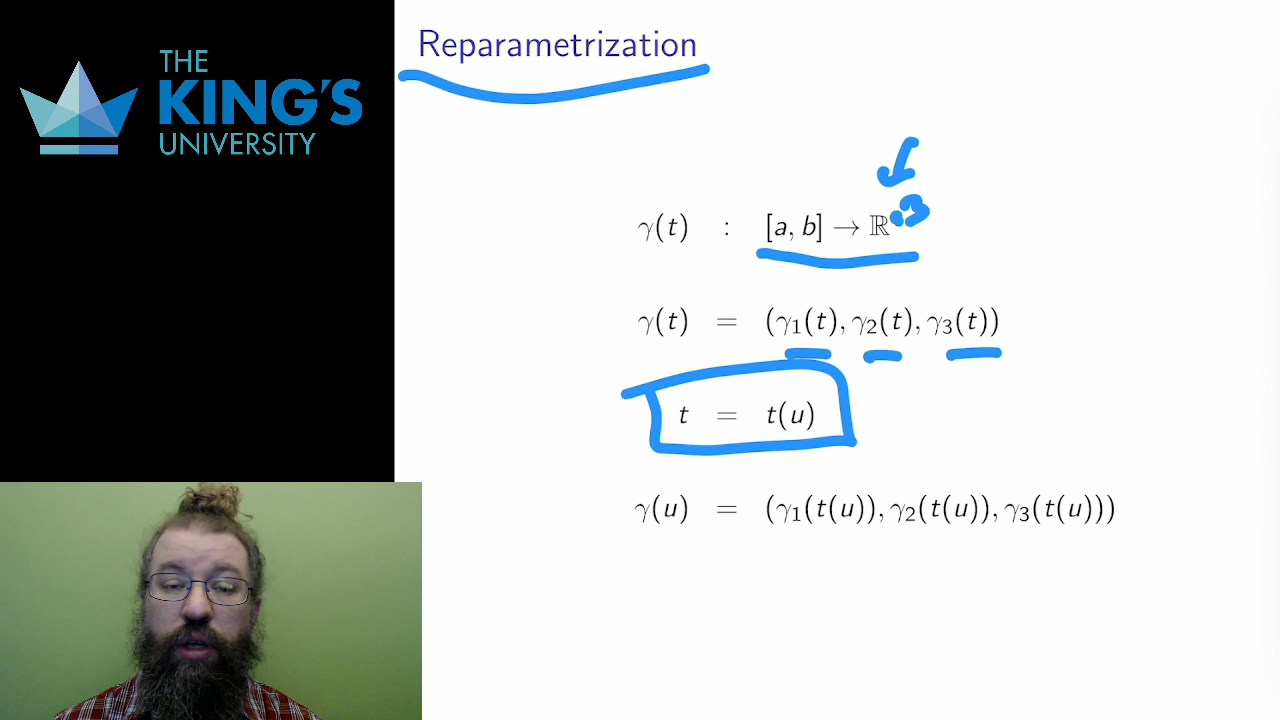 THE
KING'S
UNIVERSITY
Reparametrization
γ(t) : [a, b] → ℝ³
γ(t) = (γ₁(t), γ₂(t), γ₃(t))
t = t(u)
γ(u) = (γ₁(t(u)), γ₂(t(u)), γ₃(t(u)))